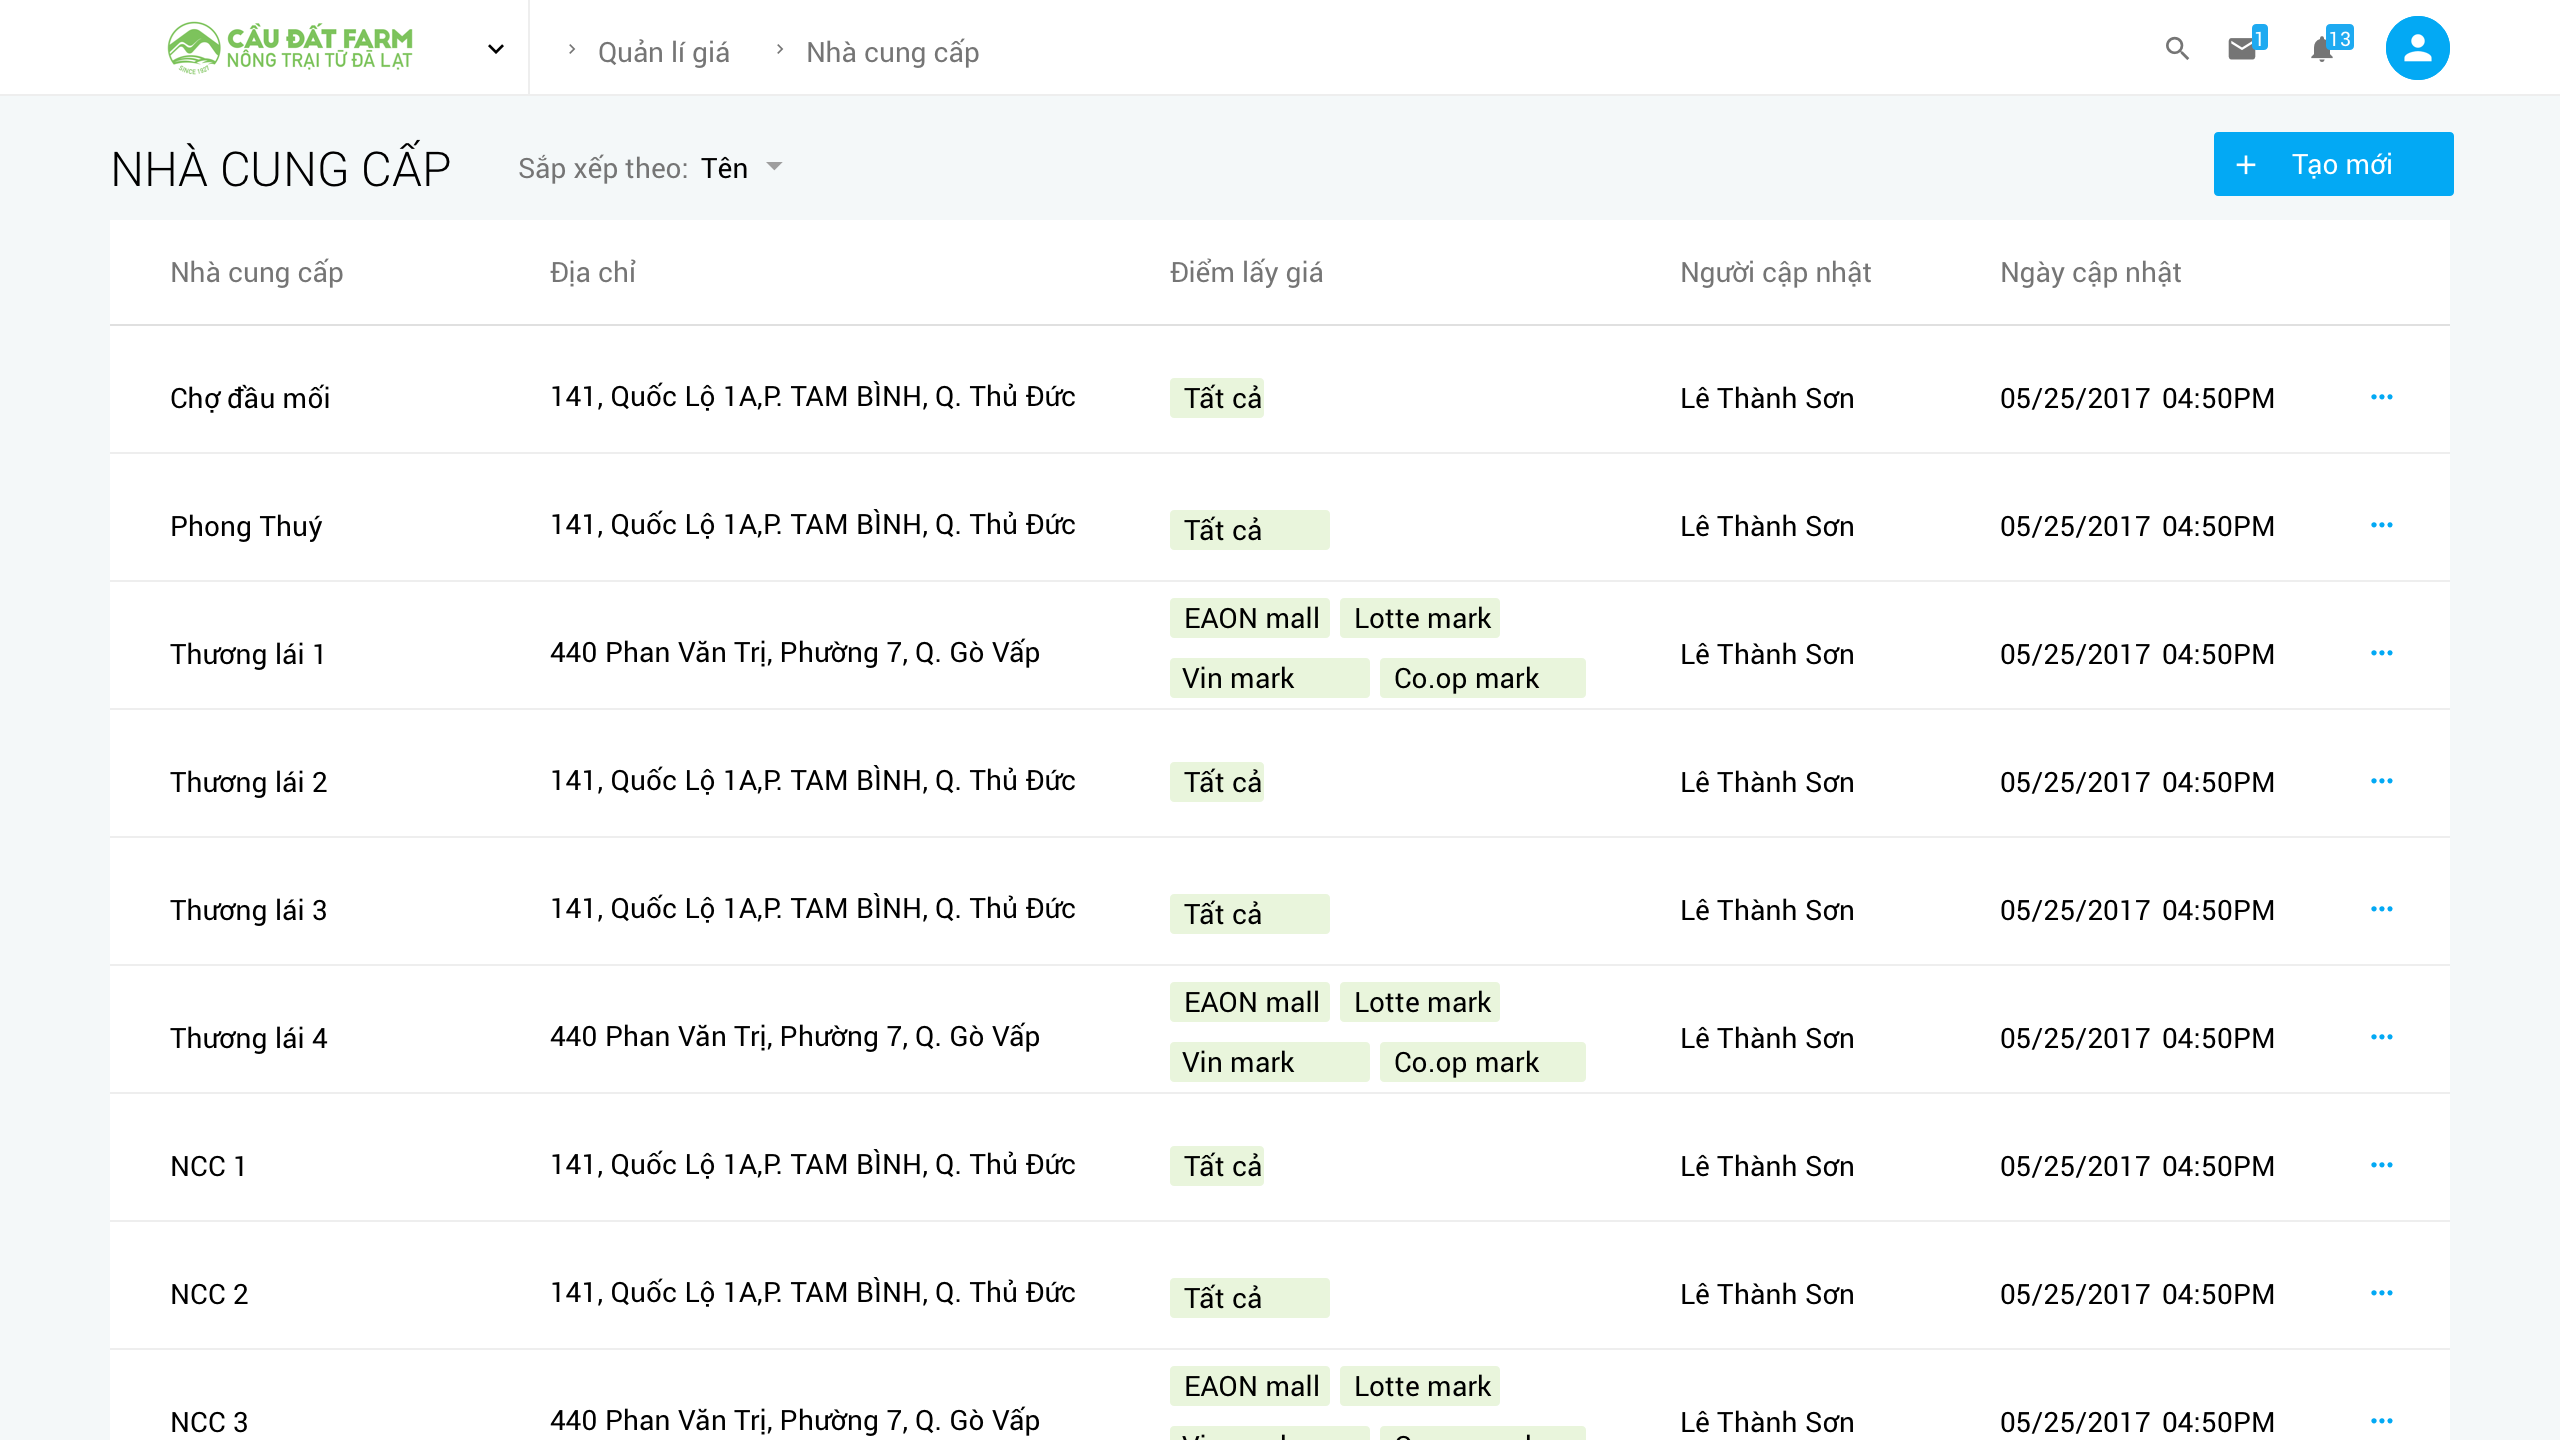 CẦU ĐẤT FARM
NÔNG TRẠI TỪ ĐÀ LẠT
SINCE 1927
Quản lí giá
Nhà cung cấp
1
13
NHÀ CUNG CẤP
Sắp xếp theo: Tên
Tạo mới
Nhà cung cấp Địa chỉ Điểm lấy giá Người cập nhật Ngày cập nhật
Chợ đầu mối 141, Quốc Lộ 1A,P. TAM BÌNH, Q. Thủ Đức Tất cả Lê Thành Sơn 05/25/2017 04:50PM
Phong Thuý 141, Quốc Lộ 1A,P. TAM BÌNH, Q. Thủ Đức Tất cả Lê Thành Sơn 05/25/2017 04:50PM
EAON mall Lotte mark
Thương lái 1 440 Phan Văn Trị, Phường 7, Q. Gò Vấp Lê Thành Sơn 05/25/2017 04:50PM
Vin mark Co.op mark
Thương lái 2 141, Quốc Lộ 1A,P. TAM BÌNH, Q. Thủ Đức Tất cả Lê Thành Sơn 05/25/2017 04:50PM
Thương lái 3 141, Quốc Lộ 1A,P. TAM BÌNH, Q. Thủ Đức Tất cả Lê Thành Sơn 05/25/2017 04:50PM
EAON mall Lotte mark
Thương lái 4 440 Phan Văn Trị, Phường 7, Q. Gò Vấp Lê Thành Sơn 05/25/2017 04:50PM
Vin mark Co.op mark
NCC 1 141, Quốc Lộ 1A,P. TAM BÌNH, Q. Thủ Đức Tất cả Lê Thành Sơn 05/25/2017 04:50PM
NCC 2 141, Quốc Lộ 1A,P. TAM BÌNH, Q. Thủ Đức Tất cả Lê Thành Sơn 05/25/2017 04:50PM
EAON mall Lotte mark
NCC 3 440 Phan Văn Trị, Phường 7, Q. Gò Vấp Lê Thành Sơn 05/25/2017 04:50PM